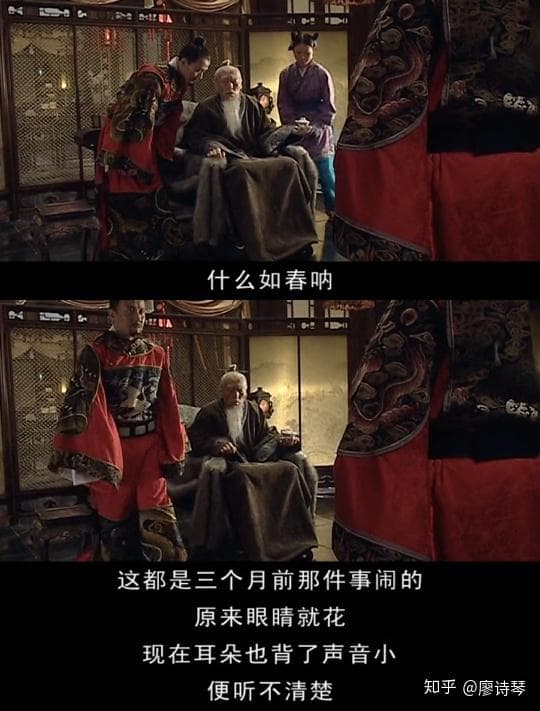 什么如春呐
这都是三个月前那件事闹的
原来眼睛就花
现在耳朵也背了声音小
便听不清楚
知乎 @廖诗琴